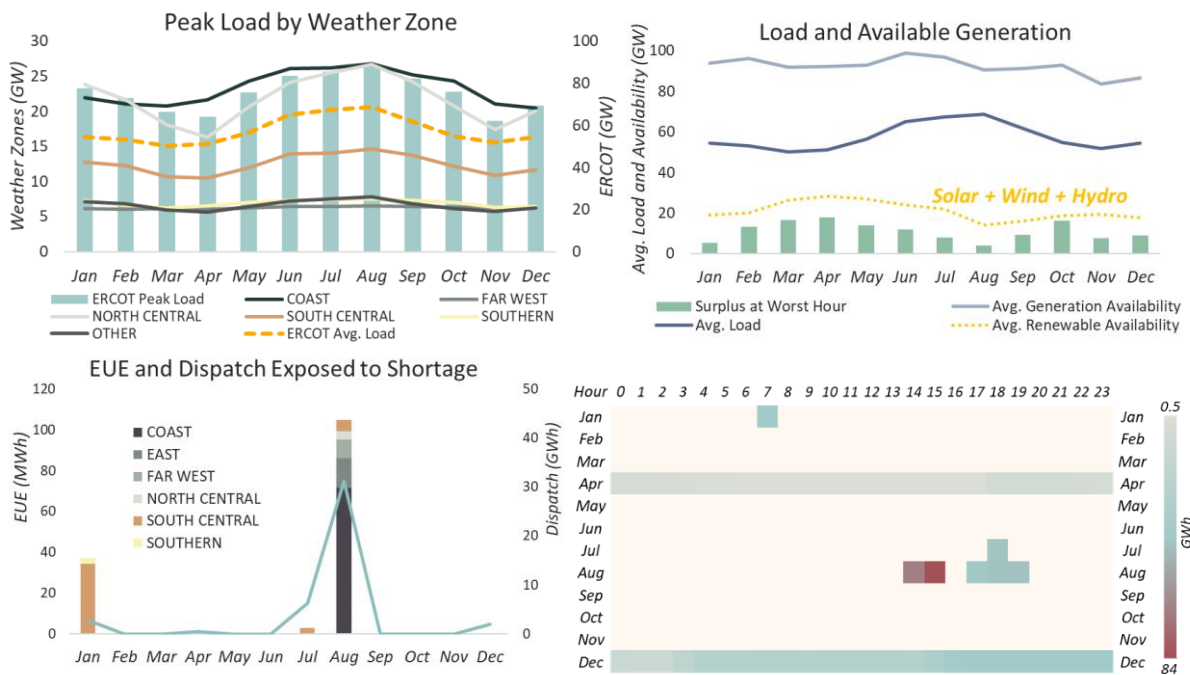 Peak Load by Weather Zone
30
25
20
15
10
5
0
Weather Zones (GW)
100
80
60
40
20
0
ERCOT (GW)
Jan Feb Mar Apr May Jun Jul Aug Sep Oct Nov Dec
ERCOT Peak Load COAST FAR WEST
NORTH CENTRAL SOUTH CENTRAL SOUTHERN
OTHER ERCOT Avg. Load
Load and Available Generation
100
80
60
40
20
0
Avg. Load and Availability (GW)
Solar + Wind + Hydro
Jan Feb Mar Apr May Jun Jul Aug Sep Oct Nov Dec
Surplus at Worst Hour Avg. Generation Availability
Avg. Load Avg. Renewable Availability
EUE and Dispatch Exposed to Shortage
120
100
80
60
40
20
0
EUE (MWh)
50
40
30
20
10
0
Dispatch (GWh)
COAST
EAST
FAR WEST
NORTH CENTRAL
SOUTH CENTRAL
SOUTHERN
Jan Feb Mar Apr May Jun Jul Aug Sep Oct Nov Dec
Hour 0 1 2 3 4 5 6 7 8 9 10 11 12 13 14 15 16 17 18 19 20 21 22 23
Jan Jan
Feb Feb
Mar Mar
Apr Apr
May May
Jun Jun
Jul Jul
Aug Aug
Sep Sep
Oct Oct
Nov Nov
Dec Dec
0.5
GWh
84